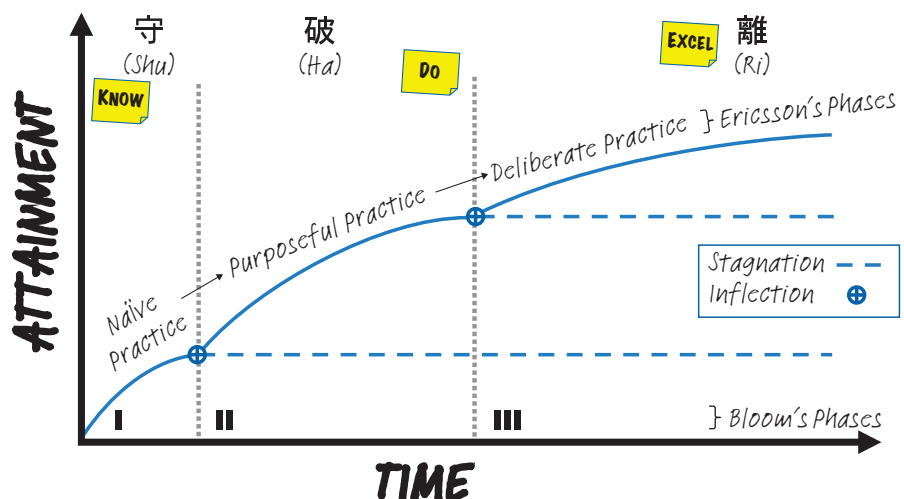 守
(Shu)
破
(Ha)
離
(Ri)
KNOW
DO
EXCEL
ATTAINMENT
Naïve
Practice
Purposeful Practice
Deliberate Practice
} Ericsson's Phases
Stagnation
Inflection
I
II
III
} Bloom's Phases
TIME